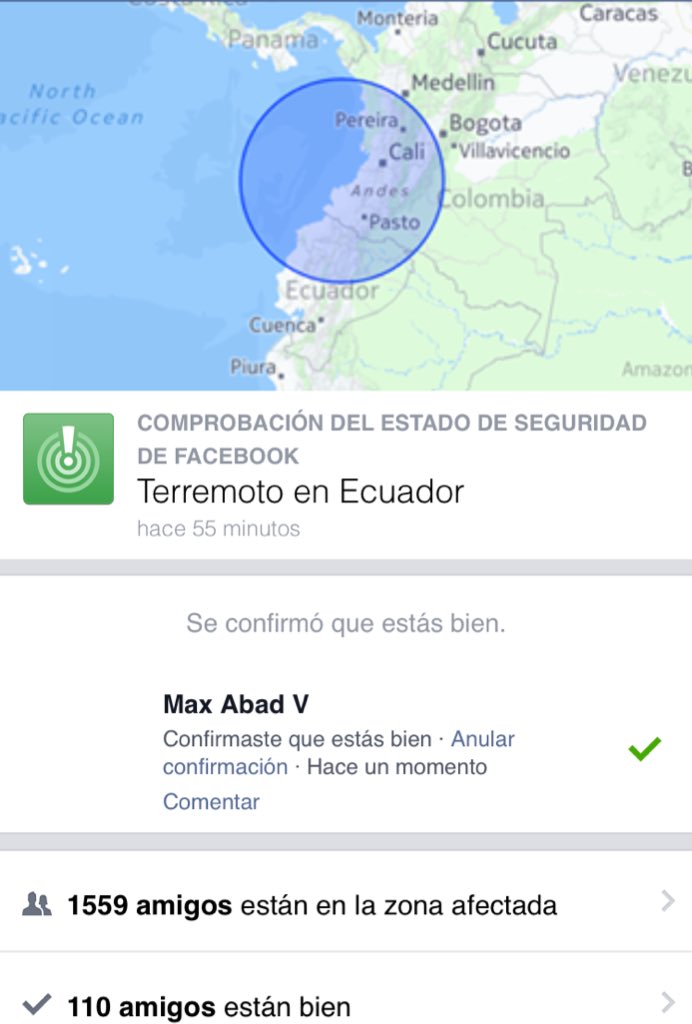 Monteria
Caracas
Panama
Cucuta
Medellin
Venezu
North
acific Ocean
Pereira
Bogota
Cali
Villavicencio
Andes
Colombia
Pasto
Ecuador
Cuenca
Piura
Amazon
COMPROBACIÓN DEL ESTADO DE SEGURIDAD
DE FACEBOOK
Terremoto en Ecuador
hace 55 minutos
Se confirmó que estás bien.
Max Abad V
Confirmaste que estás bien · Anular
confirmación · Hace un momento
Comentar
1559 amigos están en la zona afectada
110 amigos están bien